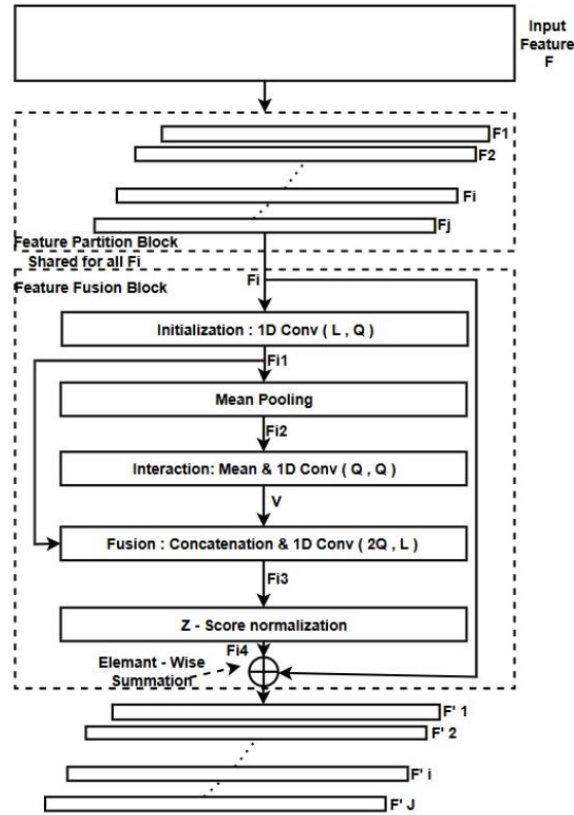 Input
Feature
F
F1
F2
Fi
Fj
Feature Partition Block
Shared for all Fi
Feature Fusion Block
Fi
Initialization : 1D Conv ( L , Q )
Fi1
Mean Pooling
Fi2
Interaction: Mean & 1D Conv ( Q , Q )
V
Fusion : Concatenation & 1D Conv ( 2Q , L )
Fi3
Z - Score normalization
Fi4
Elemant - Wise
Summation
F' 1
F' 2
F' i
F' J